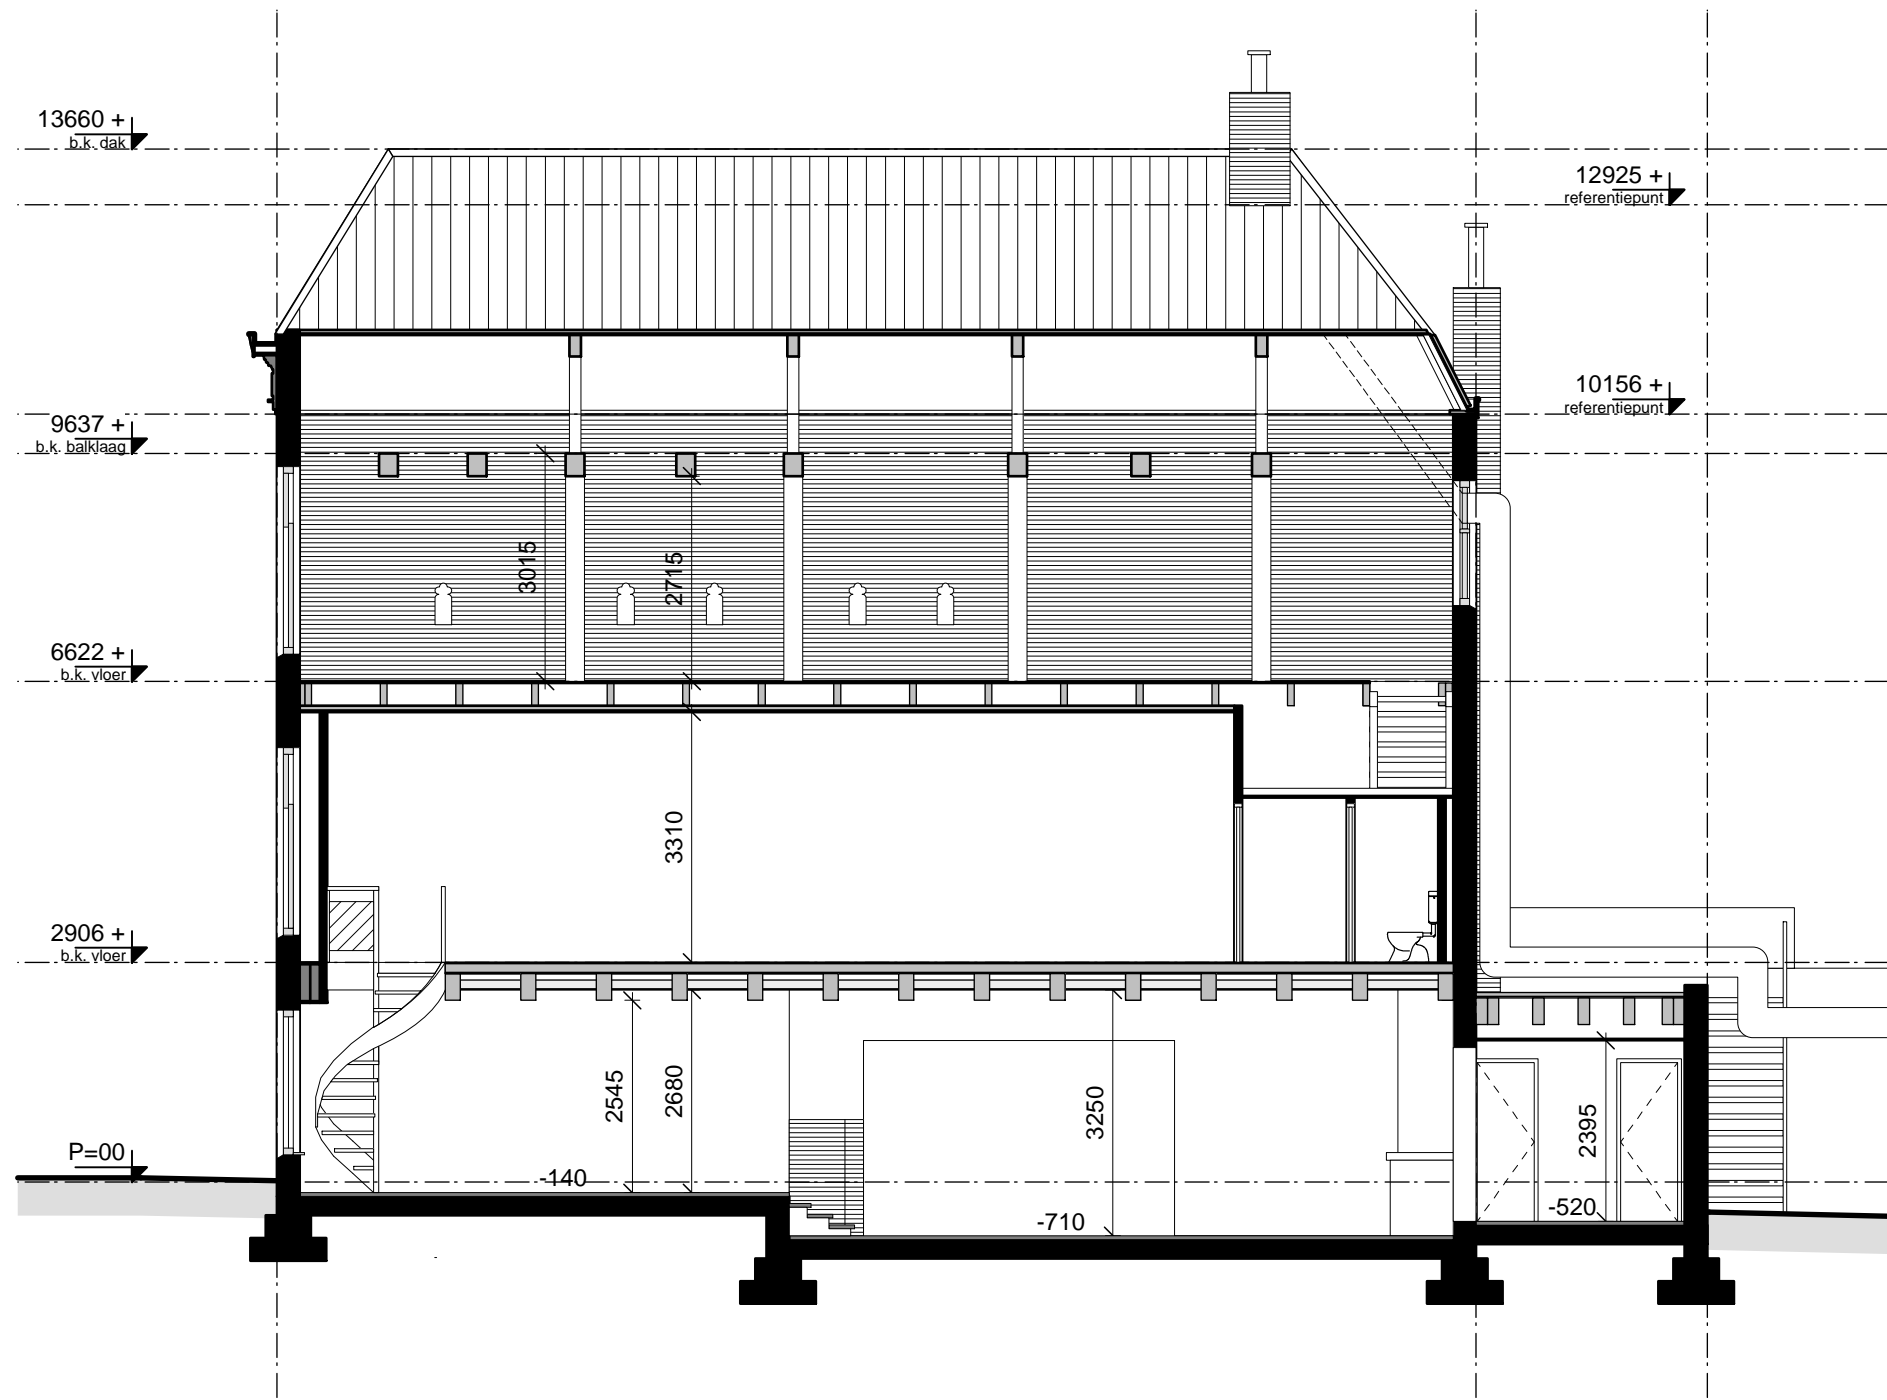 13660 +
b.k. dak
12925 +
referentiepunt
10156 +
referentiepunt
9637 +
b.k. balklaag
3015
2715
6622 +
b.k. vloer
3310
2906 +
b.k. vloer
2545
2680
3250
2395
P=00
-140
-710
-520